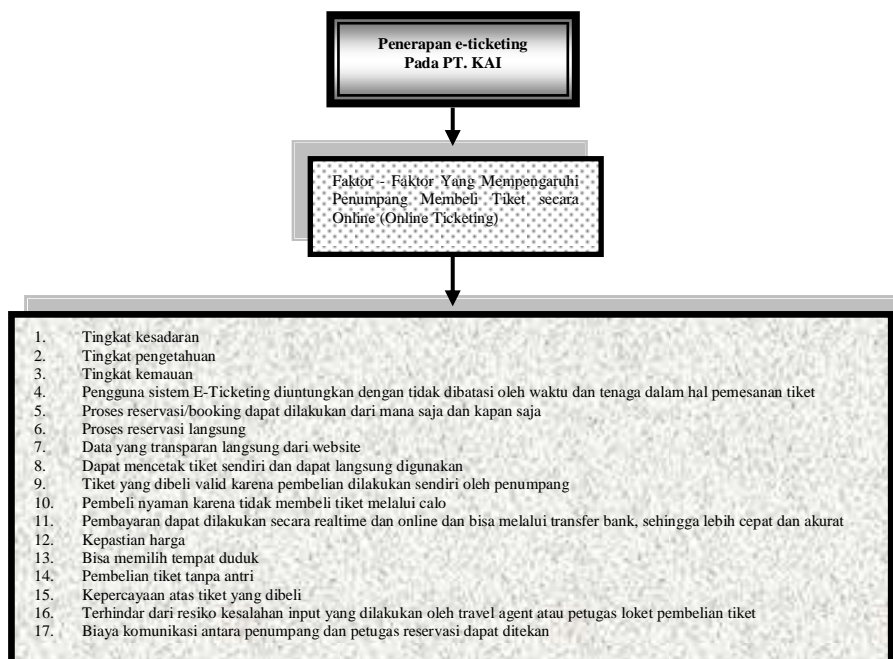 Penerapan e-ticketing
Pada PT. KAI
Faktor - Faktor Yang Mempengaruhi
Penumpang Membeli Tiket secara
Online (Online Ticketing)
1. Tingkat kesadaran
2. Tingkat pengetahuan
3. Tingkat kemauan
4. Pengguna sistem E-Ticketing diuntungkan dengan tidak dibatasi oleh waktu dan tenaga dalam hal pemesanan tiket
5. Proses reservasi/booking dapat dilakukan dari mana saja dan kapan saja
6. Proses reservasi langsung
7. Data yang transparan langsung dari website
8. Dapat mencetak tiket sendiri dan dapat langsung digunakan
9. Tiket yang dibeli valid karena pembelian dilakukan sendiri oleh penumpang
10. Pembeli nyaman karena tidak membeli tiket melalui calo
11. Pembayaran dapat dilakukan secara realtime dan online dan bisa melalui transfer bank, sehingga lebih cepat dan akurat
12. Kepastian harga
13. Bisa memilih tempat duduk
14. Pembelian tiket tanpa antri
15. Kepercayaan atas tiket yang dibeli
16. Terhindar dari resiko kesalahan input yang dilakukan oleh travel agent atau petugas loket pembelian tiket
17. Biaya komunikasi antara penumpang dan petugas reservasi dapat ditekan